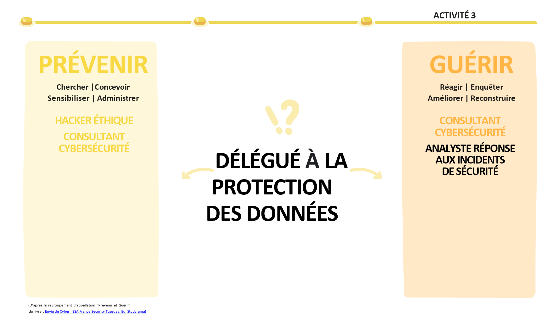 ACTIVITÉ 3
PRÉVENIR
Chercher |Concevoir
Sensibiliser | Administrer
HACKER ÉTHIQUE
CONSULTANT
CYBERSÉCURITÉ
\?
DÉLÉGUÉ À LA
PROTECTION
DES DONNÉES
GUÉRIR
Réagir | Enquêter
Améliorer | Reconstruire
CONSULTANT
CYBERSÉCURITÉ
ANALYSTE RÉPONSE
AUX INCIDENTS
DE SÉCURITÉ